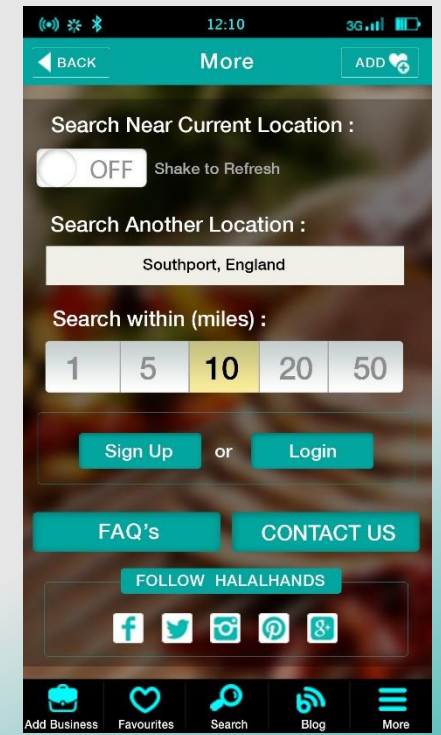 12:10
3G
BACK
More
ADD
Search Near Current Location :
OFF
Shake to Refresh
Search Another Location :
Southport, England
Search within (miles) :
1 5 10 20 50
Sign Up or Login
FAQ's
CONTACT US
FOLLOW HALALHANDS
Add Business
Favourites
Search
Blog
More